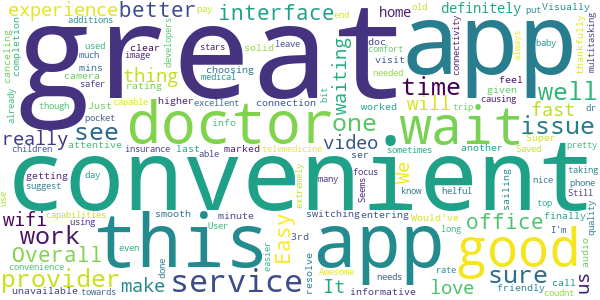 great
app
convenient
this app
doctor
wait
good
service
provider
Overall
work
wifi
really
see
thing
experience
better
interface
definitely
home
time
well
will
fast
issue
one
waiting
video
We
office
sure
us
love
It
make
Easy
additions
pay
end
old
developers
Visually
put
multitasking
connectivity
always
baby
doc
comfort
visit
needed
clear
used
stars
solid
leave
mins
much
image
camera
choosing
safer
rating
medical
canceling
completion
already
though
Just
higher
connection
capable
excellent
feel
given
causing
trip
bit
pocket
info
worked
Super
dr
children
attentive
insurance
last
able
marked
telemedicine
ser
sometimes
another
Saved
pretty
getting
many
focus
Seems
know
helful
sailing
nice
taking
phone
Still
use
suggest
day
extremely
3rd
switching
entering
Would've
long
top
finally
I'm
audio
quality
capabilities
using
smooth
minute
User
easier
resolve
convenience
even
done
unavailable
towards
Awesome
needs
informative
rate
friendly
call
coudnt